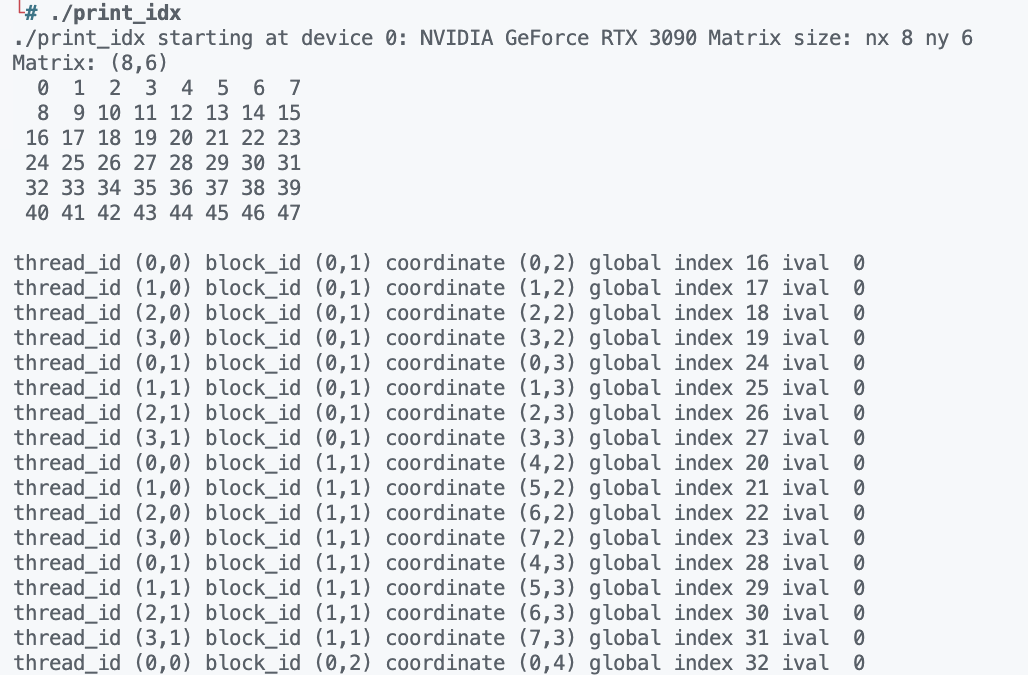 └# ./print_idx
./print_idx starting at device 0: NVIDIA GeForce RTX 3090 Matrix size: nx 8 ny 6
Matrix: (8,6)
  0  1  2  3  4  5  6  7
  8  9 10 11 12 13 14 15
 16 17 18 19 20 21 22 23
 24 25 26 27 28 29 30 31
 32 33 34 35 36 37 38 39
 40 41 42 43 44 45 46 47

thread_id (0,0) block_id (0,1) coordinate (0,2) global index 16 ival  0
thread_id (1,0) block_id (0,1) coordinate (1,2) global index 17 ival  0
thread_id (2,0) block_id (0,1) coordinate (2,2) global index 18 ival  0
thread_id (3,0) block_id (0,1) coordinate (3,2) global index 19 ival  0
thread_id (0,1) block_id (0,1) coordinate (0,3) global index 24 ival  0
thread_id (1,1) block_id (0,1) coordinate (1,3) global index 25 ival  0
thread_id (2,1) block_id (0,1) coordinate (2,3) global index 26 ival  0
thread_id (3,1) block_id (0,1) coordinate (3,3) global index 27 ival  0
thread_id (0,0) block_id (1,1) coordinate (4,2) global index 20 ival  0
thread_id (1,0) block_id (1,1) coordinate (5,2) global index 21 ival  0
thread_id (2,0) block_id (1,1) coordinate (6,2) global index 22 ival  0
thread_id (3,0) block_id (1,1) coordinate (7,2) global index 23 ival  0
thread_id (0,1) block_id (1,1) coordinate (4,3) global index 28 ival  0
thread_id (1,1) block_id (1,1) coordinate (5,3) global index 29 ival  0
thread_id (2,1) block_id (1,1) coordinate (6,3) global index 30 ival  0
thread_id (3,1) block_id (1,1) coordinate (7,3) global index 31 ival  0
thread_id (0,0) block_id (0,2) coordinate (0,4) global index 32 ival  0